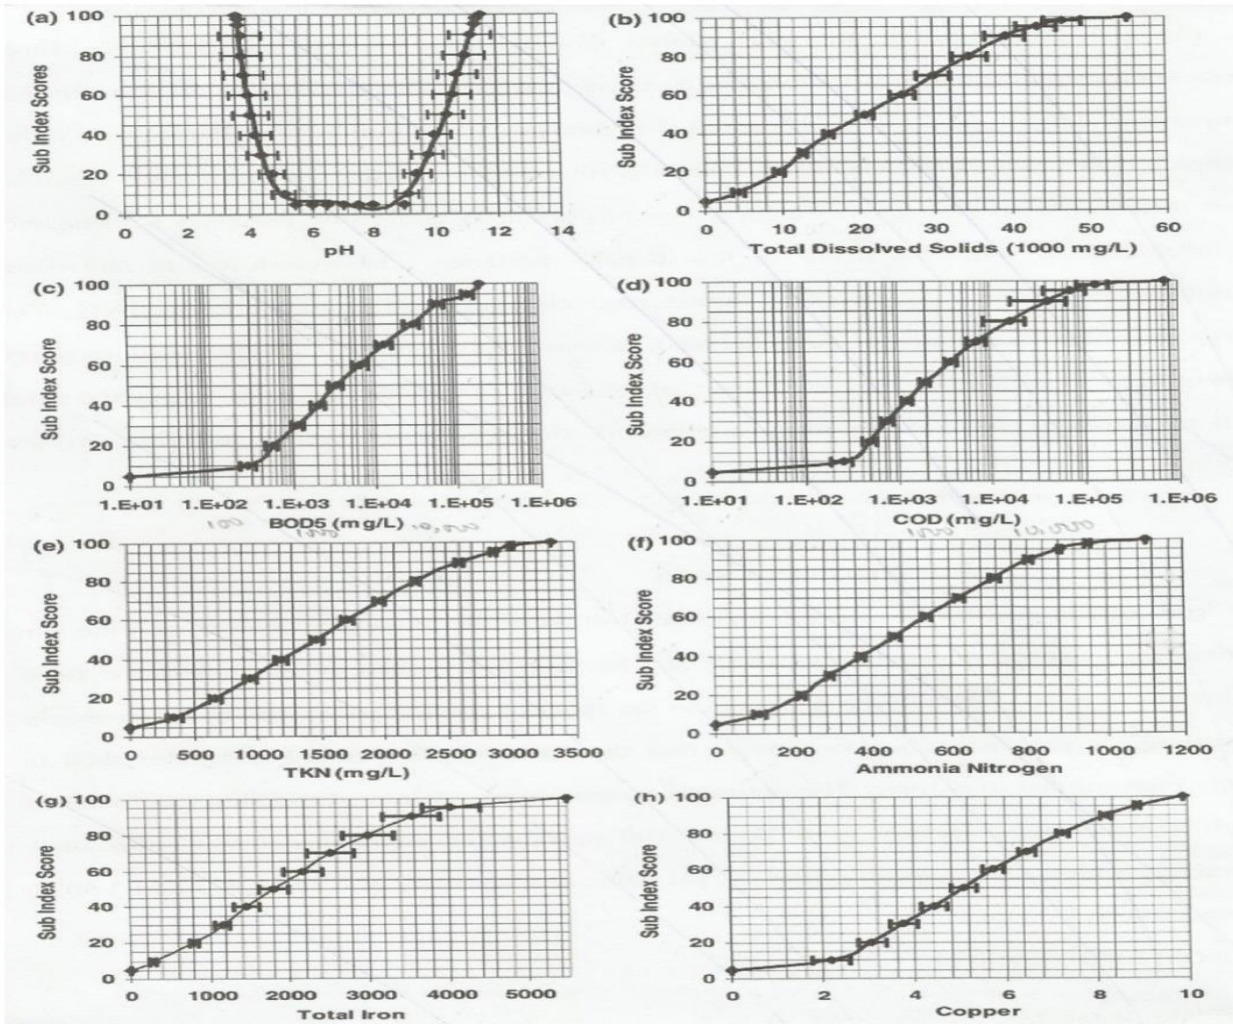 (a) 100
80
60
40
20
0
Sub Index Scores
0 2 4 6 8 10 12 14
pH
(b) 100
80
60
40
20
0
Sub Index Score
0 10 20 30 40 50 60
Total Dissolved Solids (1000 mg/L)
(c) 100
80
60
40
20
0
Sub Index Score
1.E+01 1.E+02 1.E+03 1.E+04 1.E+05 1.E+06
BOD5 (mg/L)
(d) 100
80
60
40
20
0
Sub Index Score
1.E+01 1.E+02 1.E+03 1.E+04 1.E+05 1.E+06
COD (mg/L)
(e) 100
80
60
40
20
0
Sub Index Score
0 500 1000 1500 2000 2500 3000 3500
TKN (mg/L)
(f) 100
80
60
40
20
0
Sub Index Score
0 200 400 600 800 1000 1200
Ammonia Nitrogen
(g) 100
80
60
40
20
0
Sub Index Score
0 1000 2000 3000 4000 5000
Total Iron
(h) 100
80
60
40
20
0
Sub Index Score
0 2 4 6 8 10
Copper